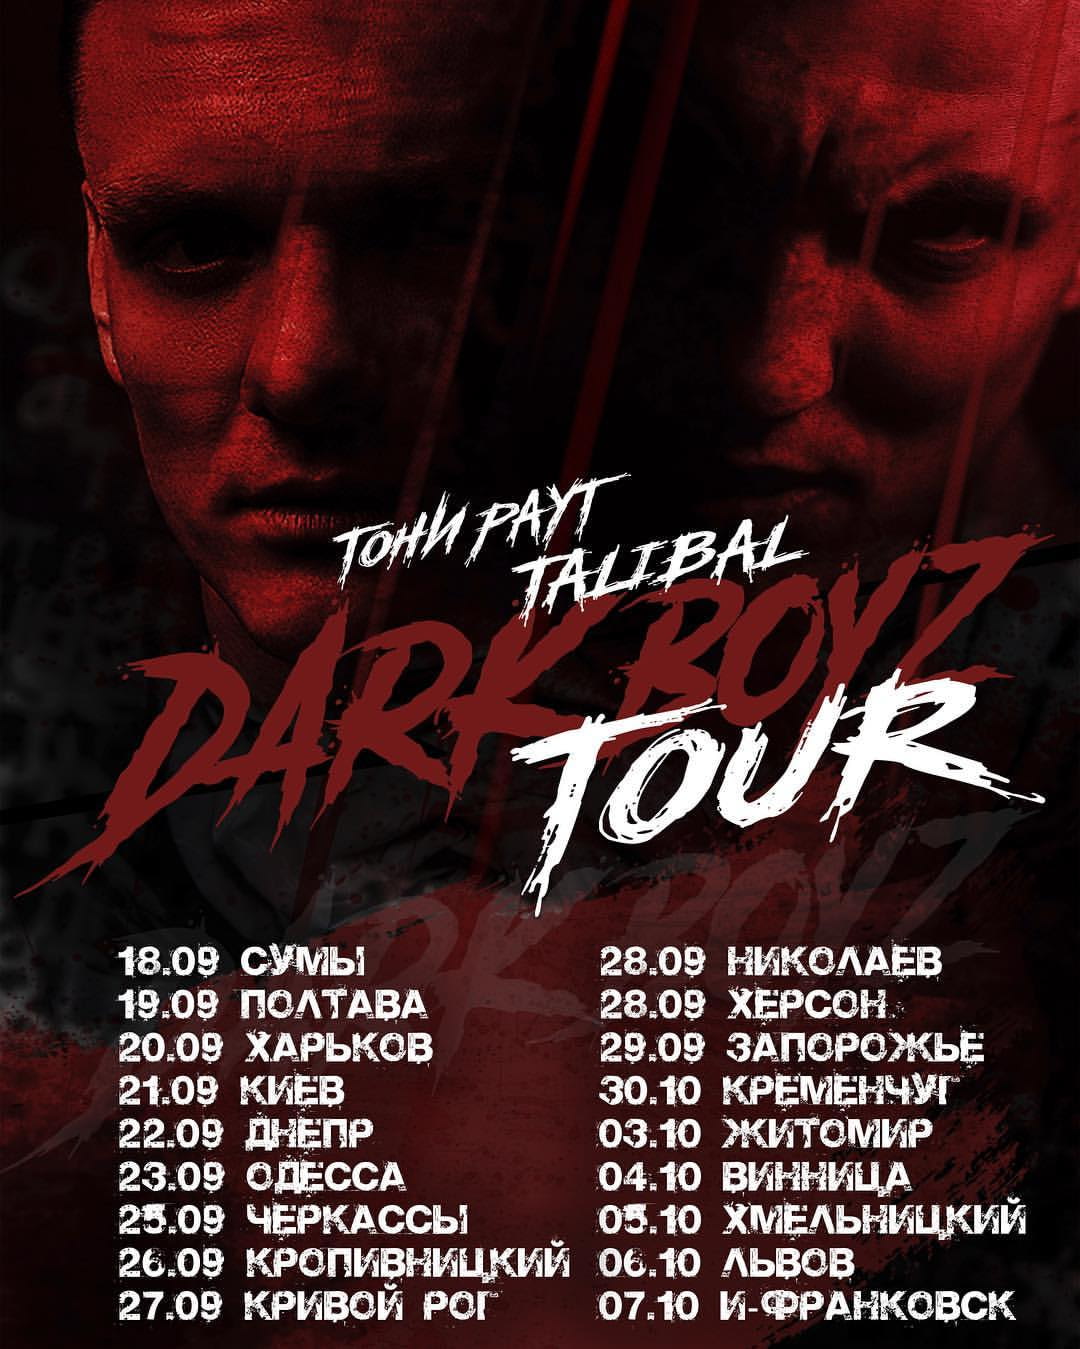 ТОНИ РАУТ
TALIBAL
DARK BOYZ
TOUR
18.09 СУМЫ
19.09 ПОЛТАВА
20.09 ХАРЬКОВ
21.09 КИЕВ
22.09 ДНЕПР
23.09 ОДЕССА
25.09 ЧЕРКАССЫ
26.09 КРОПИВНИЦКИЙ
27.09 КРИВОЙ РОГ
28.09 НИКОЛАЕВ
28.09 ХЕРСОН
29.09 ЗАПОРОЖЬЕ
30.10 КРЕМЕНЧУГ
03.10 ЖИТОМИР
04.10 ВИННИЦА
05.10 ХМЕЛЬНИЦКИЙ
06.10 ЛЬВОВ
07.10 И-ФРАНКОВСК